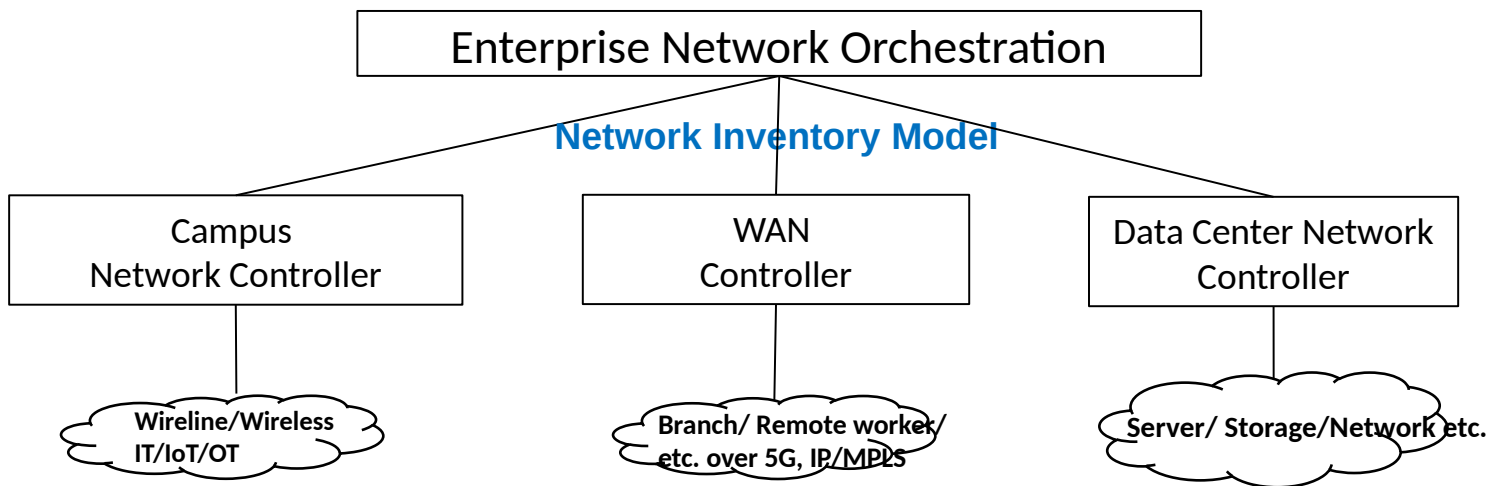 Enterprise Network Orchestration
Network Inventory Model
Campus
Network Controller
WAN
Controller
Data Center Network
Controller
Wireline/Wireless
IT/IoT/OT
Branch/ Remote worker/
etc. over 5G, IP/MPLS
Server/ Storage/Network etc.